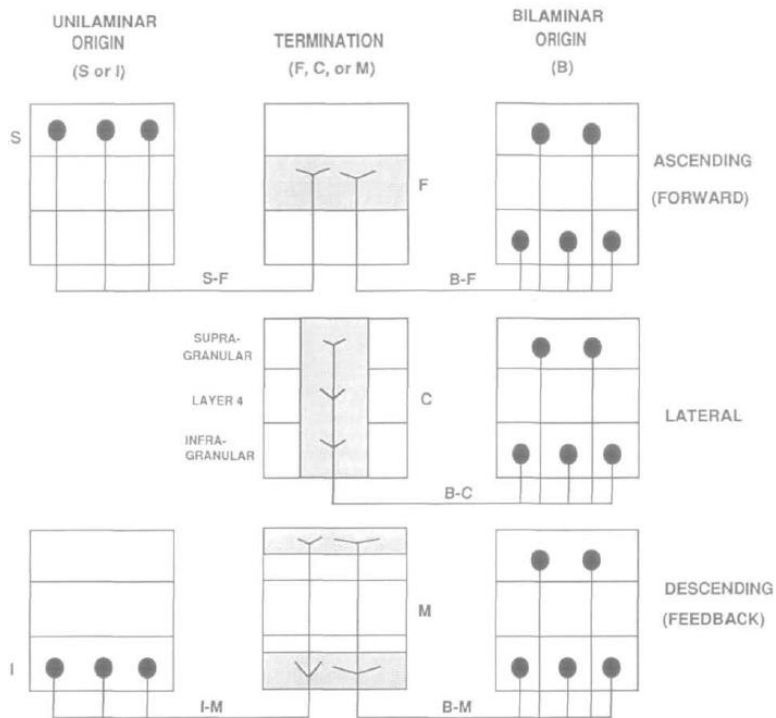 UNILAMINAR
ORIGIN
(S or I)
TERMINATION
(F, C, or M)
BILAMINAR
ORIGIN
(B)
S
F
ASCENDING
(FORWARD)
S-F
B-F
SUPRA-
GRANULAR
LAYER 4
INFRA-
GRANULAR
C
LATERAL
B-C
I
M
DESCENDING
(FEEDBACK)
I-M
B-M